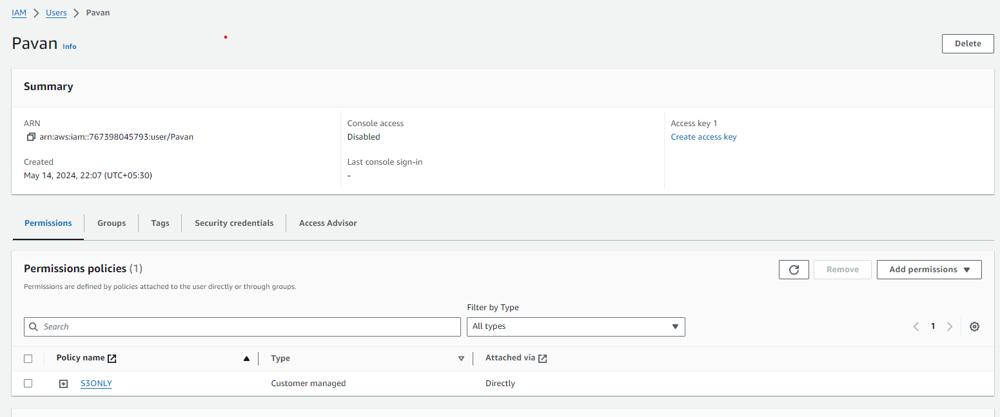 IAM > Users > Pavan
Pavan Info
Delete
Summary
ARN
arn:aws:iam::767398045793:user/Pavan
Created
May 14, 2024, 22:07 (UTC+05:30)
Console access
Disabled
Last console sign-in
-
Access key 1
Create access key
Permissions
Groups
Tags
Security credentials
Access Advisor
Permissions policies (1)
Permissions are defined by policies attached to the user directly or through groups.
Remove
Add permissions
Filter by Type
Search
All types
1
Policy name
Type
Attached via
S3ONLY
Customer managed
Directly